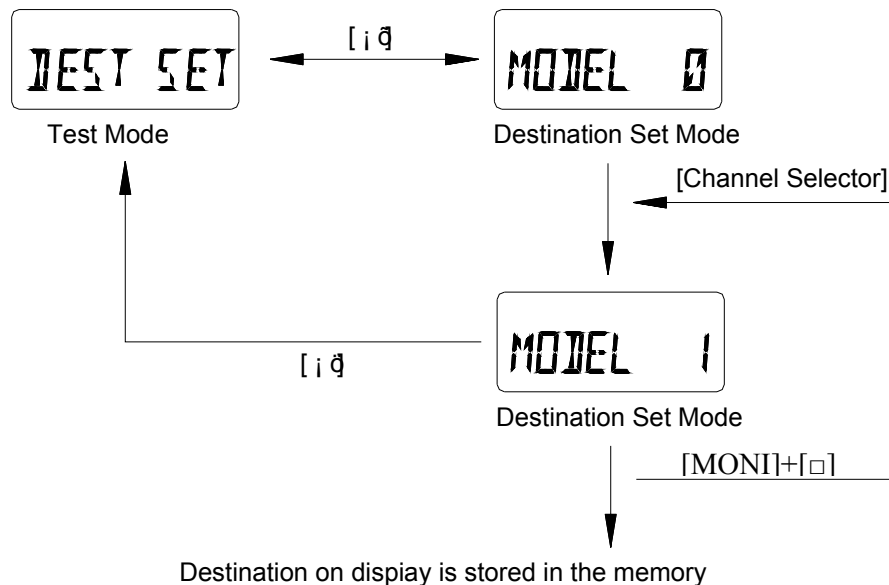 DEST SET
[ ¡ ð]
MODEL 0
Test Mode
Destination Set Mode
[Channel Selector]
MODEL 1
[ ¡ ð]
Destination Set Mode
[MONI]+[□]
Destination on display is stored in the memory